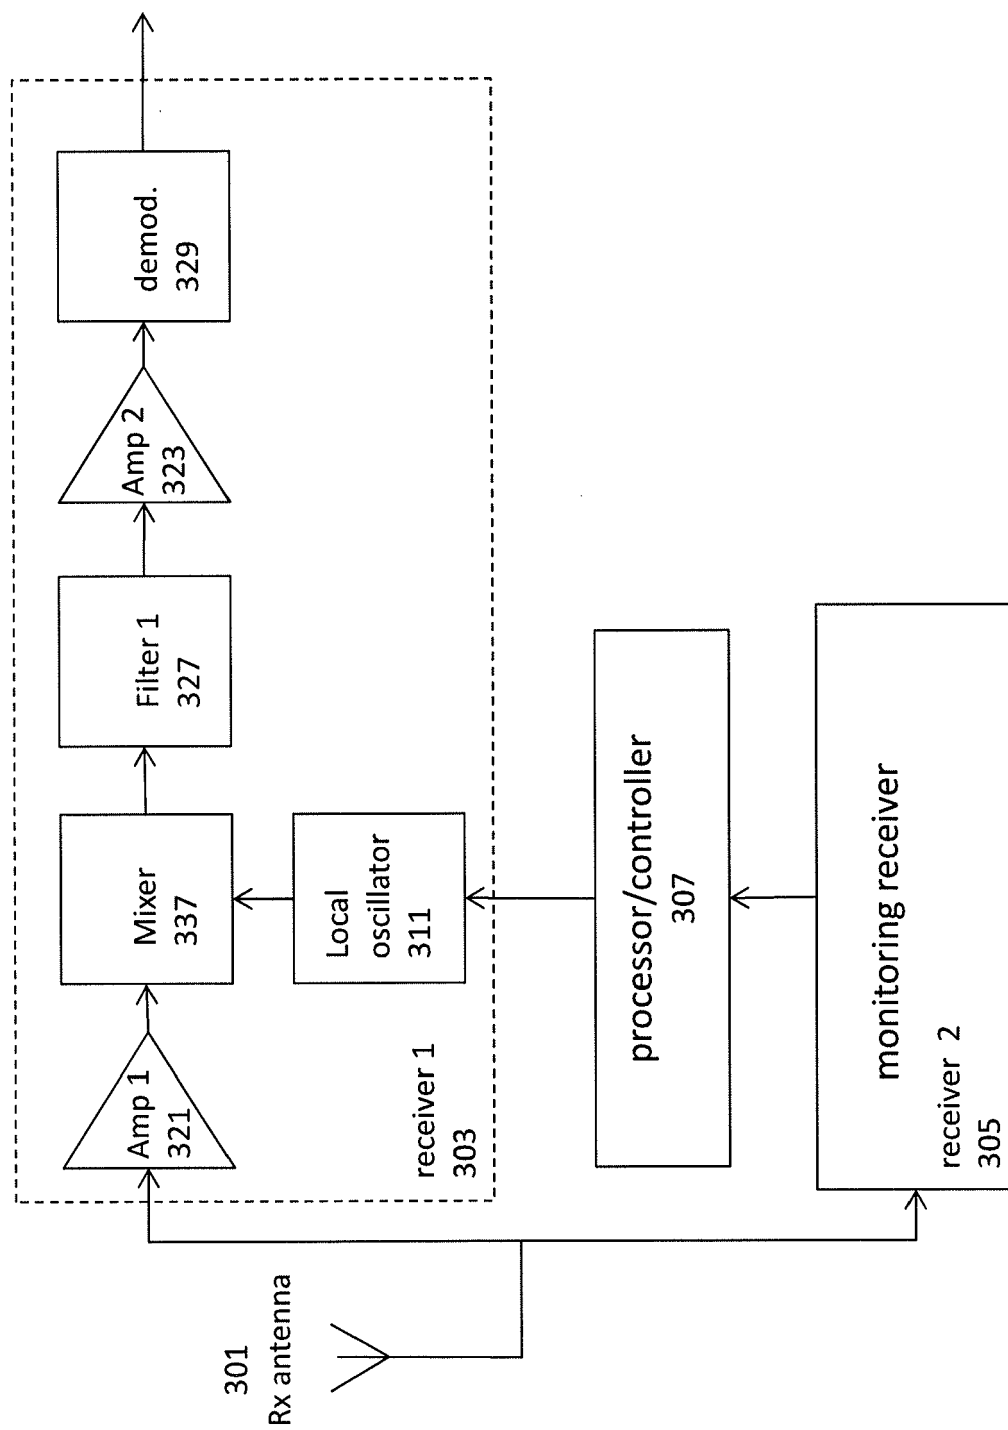 301
Rx antenna
Amp 1
321
Mixer
337
Filter 1
327
Amp 2
323
demod.
329
Local
oscillator
311
receiver 1
303
processor/controller
307
monitoring receiver
receiver 2
305